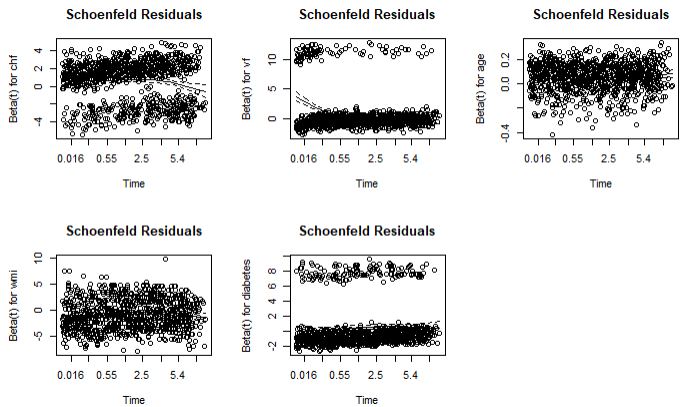 Schoenfeld Residuals
Beta(t) for chf
4
2
0
-4
0.016 0.55 2.5 5.4
Time
Schoenfeld Residuals
Beta(t) for vf
10
5
0
0.016 0.55 2.5 5.4
Time
Schoenfeld Residuals
Beta(t) for age
0.2
0.0
-0.4
0.016 0.55 2.5 5.4
Time
Schoenfeld Residuals
Beta(t) for wmi
10
5
0
-5
0.016 0.55 2.5 5.4
Time
Schoenfeld Residuals
Beta(t) for diabetes
8
6
4
2
-2
0.016 0.55 2.5 5.4
Time